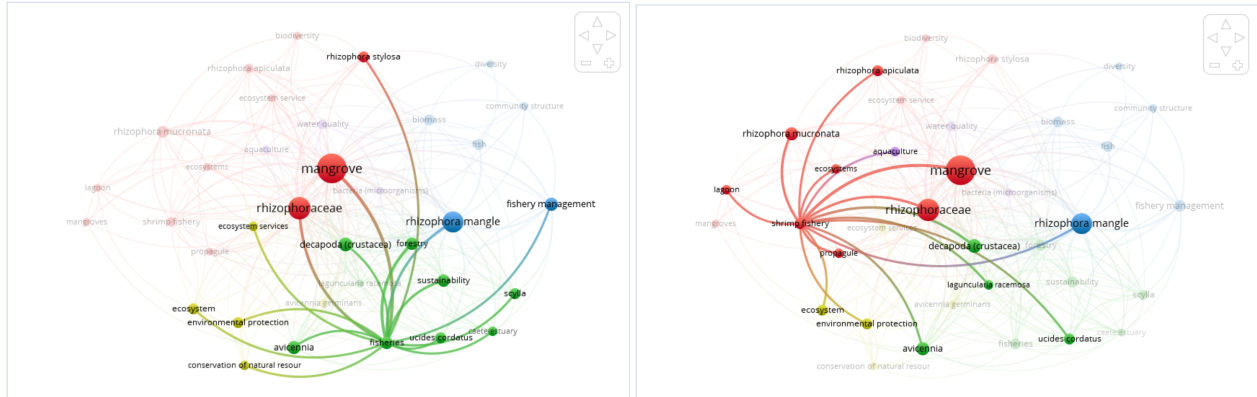 biodiversity
rhizophora stylosa
rhizophora apiculata
diversity
ecosystem service
community structure
water quality
biomass
rhizophora mucronata
fish
aquaculture
mangrove
ecosystems
bacteria (microorganisms)
lagoon
fishery management
rhizophoraceae
mangroves
shrimp fishery
rhizophora mangle
ecosystem services
decapoda (crustacea)
forestry
propagule
laguncularia racemosa
sustainability
scylla
avicennia germinans
ecosystem
environmental protection
caete estuary
ucides cordatus
fisheries
avicennia
conservation of natural resour
biodiversity
rhizophora stylosa
rhizophora apiculata
diversity
ecosystem service
community structure
water quality
biomass
rhizophora mucronata
fish
aquaculture
ecosystems
mangrove
lagoon
bacteria (microorganisms)
fishery management
rhizophoraceae
mangroves
shrimp fishery
rhizophora mangle
ecosystem services
decapoda (crustacea)
forestry
propagule
laguncularia racemosa
sustainability
scylla
avicennia germinans
ecosystem
environmental protection
caete estuary
ucides cordatus
fisheries
avicennia
conservation of natural resour